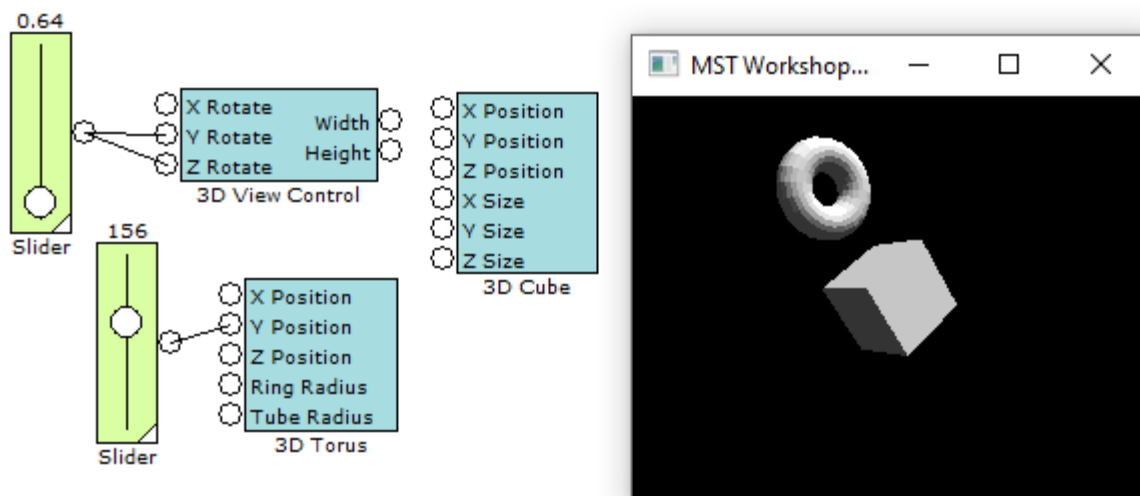 0.64
Slider
X Rotate
Y Rotate
Z Rotate
Width
Height
3D View Control
X Position
Y Position
Z Position
X Size
Y Size
Z Size
3D Cube
156
Slider
X Position
Y Position
Z Position
Ring Radius
Tube Radius
3D Torus
MST Workshop...